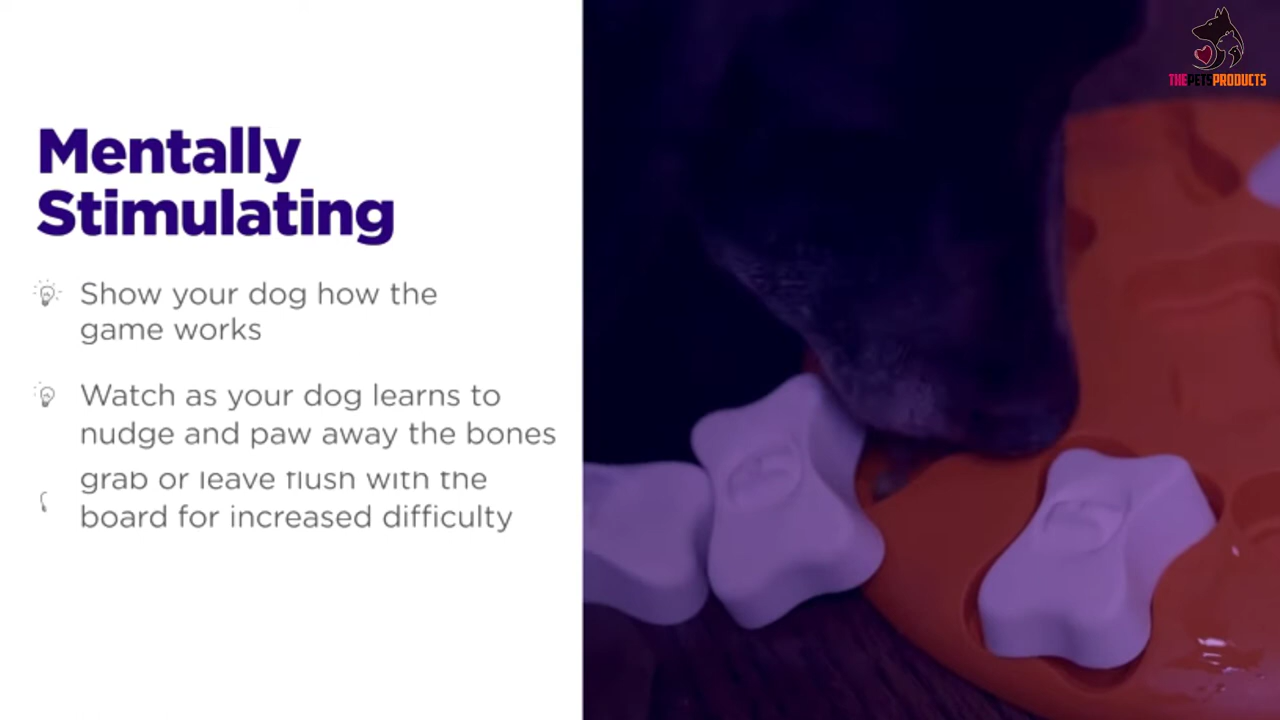 THEPETSPRODUCTS
Mentally
Stimulating
Show your dog how the
game works
Watch as your dog learns to
nudge and paw away the bones
grab or leave flush with the
board for increased difficulty